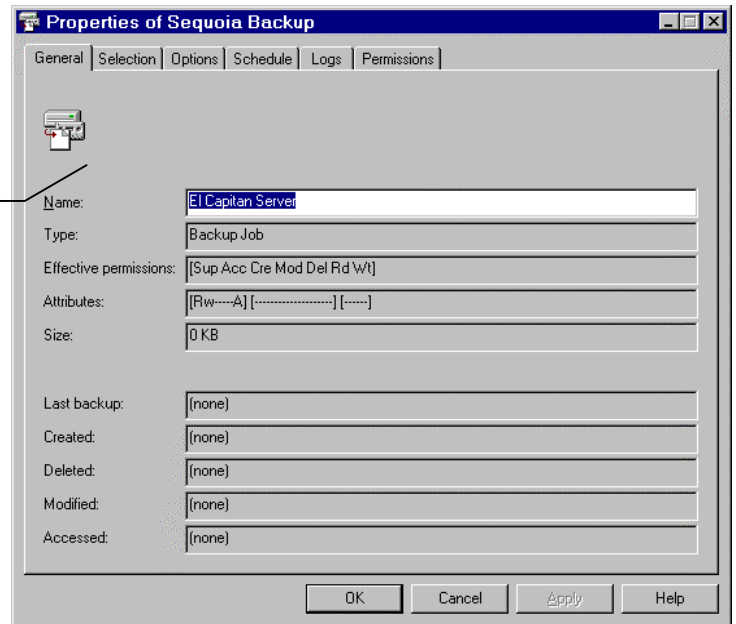 Properties of Sequoia Backup
General Selection Options Schedule Logs Permissions
Name: El Capitan Server
Type: Backup Job
Effective permissions: [Sup Acc Cre Mod Del Rd Wt]
Attributes: [Rw----A] [-------------------] [------]
Size: 0 KB
Last backup: (none)
Created: (none)
Deleted: (none)
Modified: (none)
Accessed: (none)
OK Cancel Apply Help